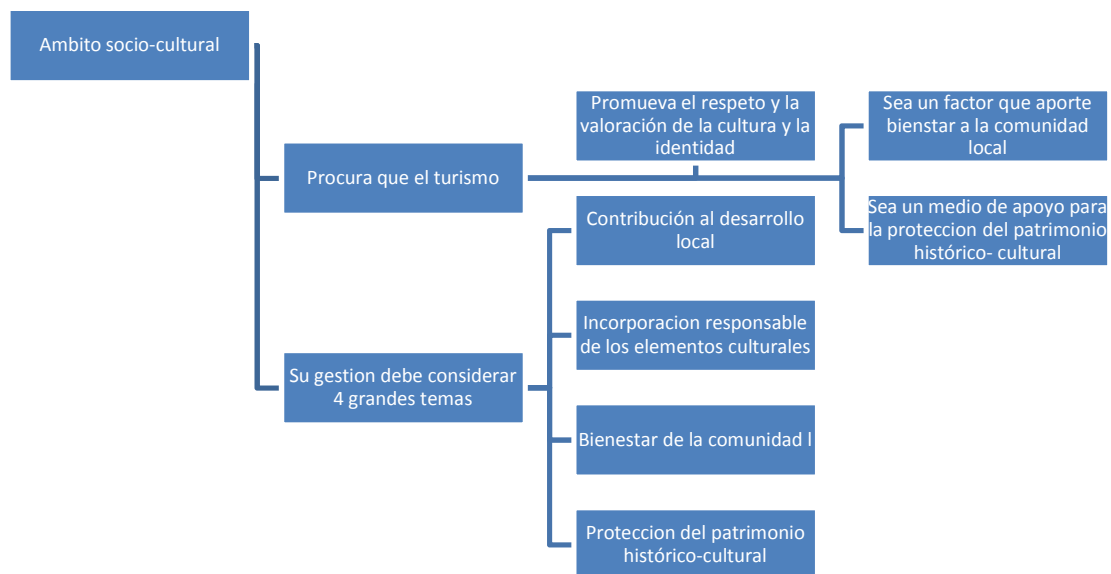 Ambito socio-cultural
Procura que el turismo
Promueva el respeto y la
valoración de la cultura y la
identidad
Sea un factor que aporte
bienstar a la comunidad
local
Sea un medio de apoyo para
la proteccion del patrimonio
histórico- cultural
Su gestion debe considerar
4 grandes temas
Contribución al desarrollo
local
Incorporacion responsable
de los elementos culturales
Bienestar de la comunidad l
Proteccion del patrimonio
histórico-cultural